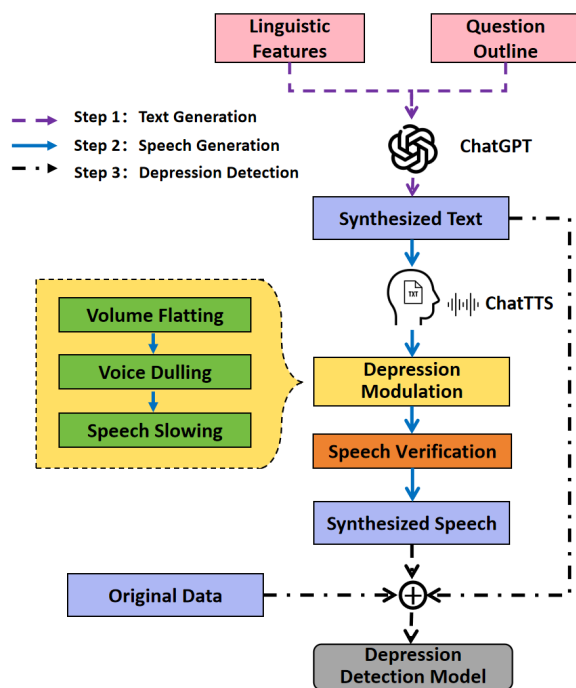 Linguistic
Features
Question
Outline
Step 1: Text Generation
Step 2: Speech Generation
Step 3: Depression Detection
ChatGPT
Synthesized Text
TXT
ChatTTS
Volume Flatting
Voice Dulling
Speech Slowing
Depression
Modulation
Speech Verification
Synthesized Speech
Original Data
Depression
Detection Model